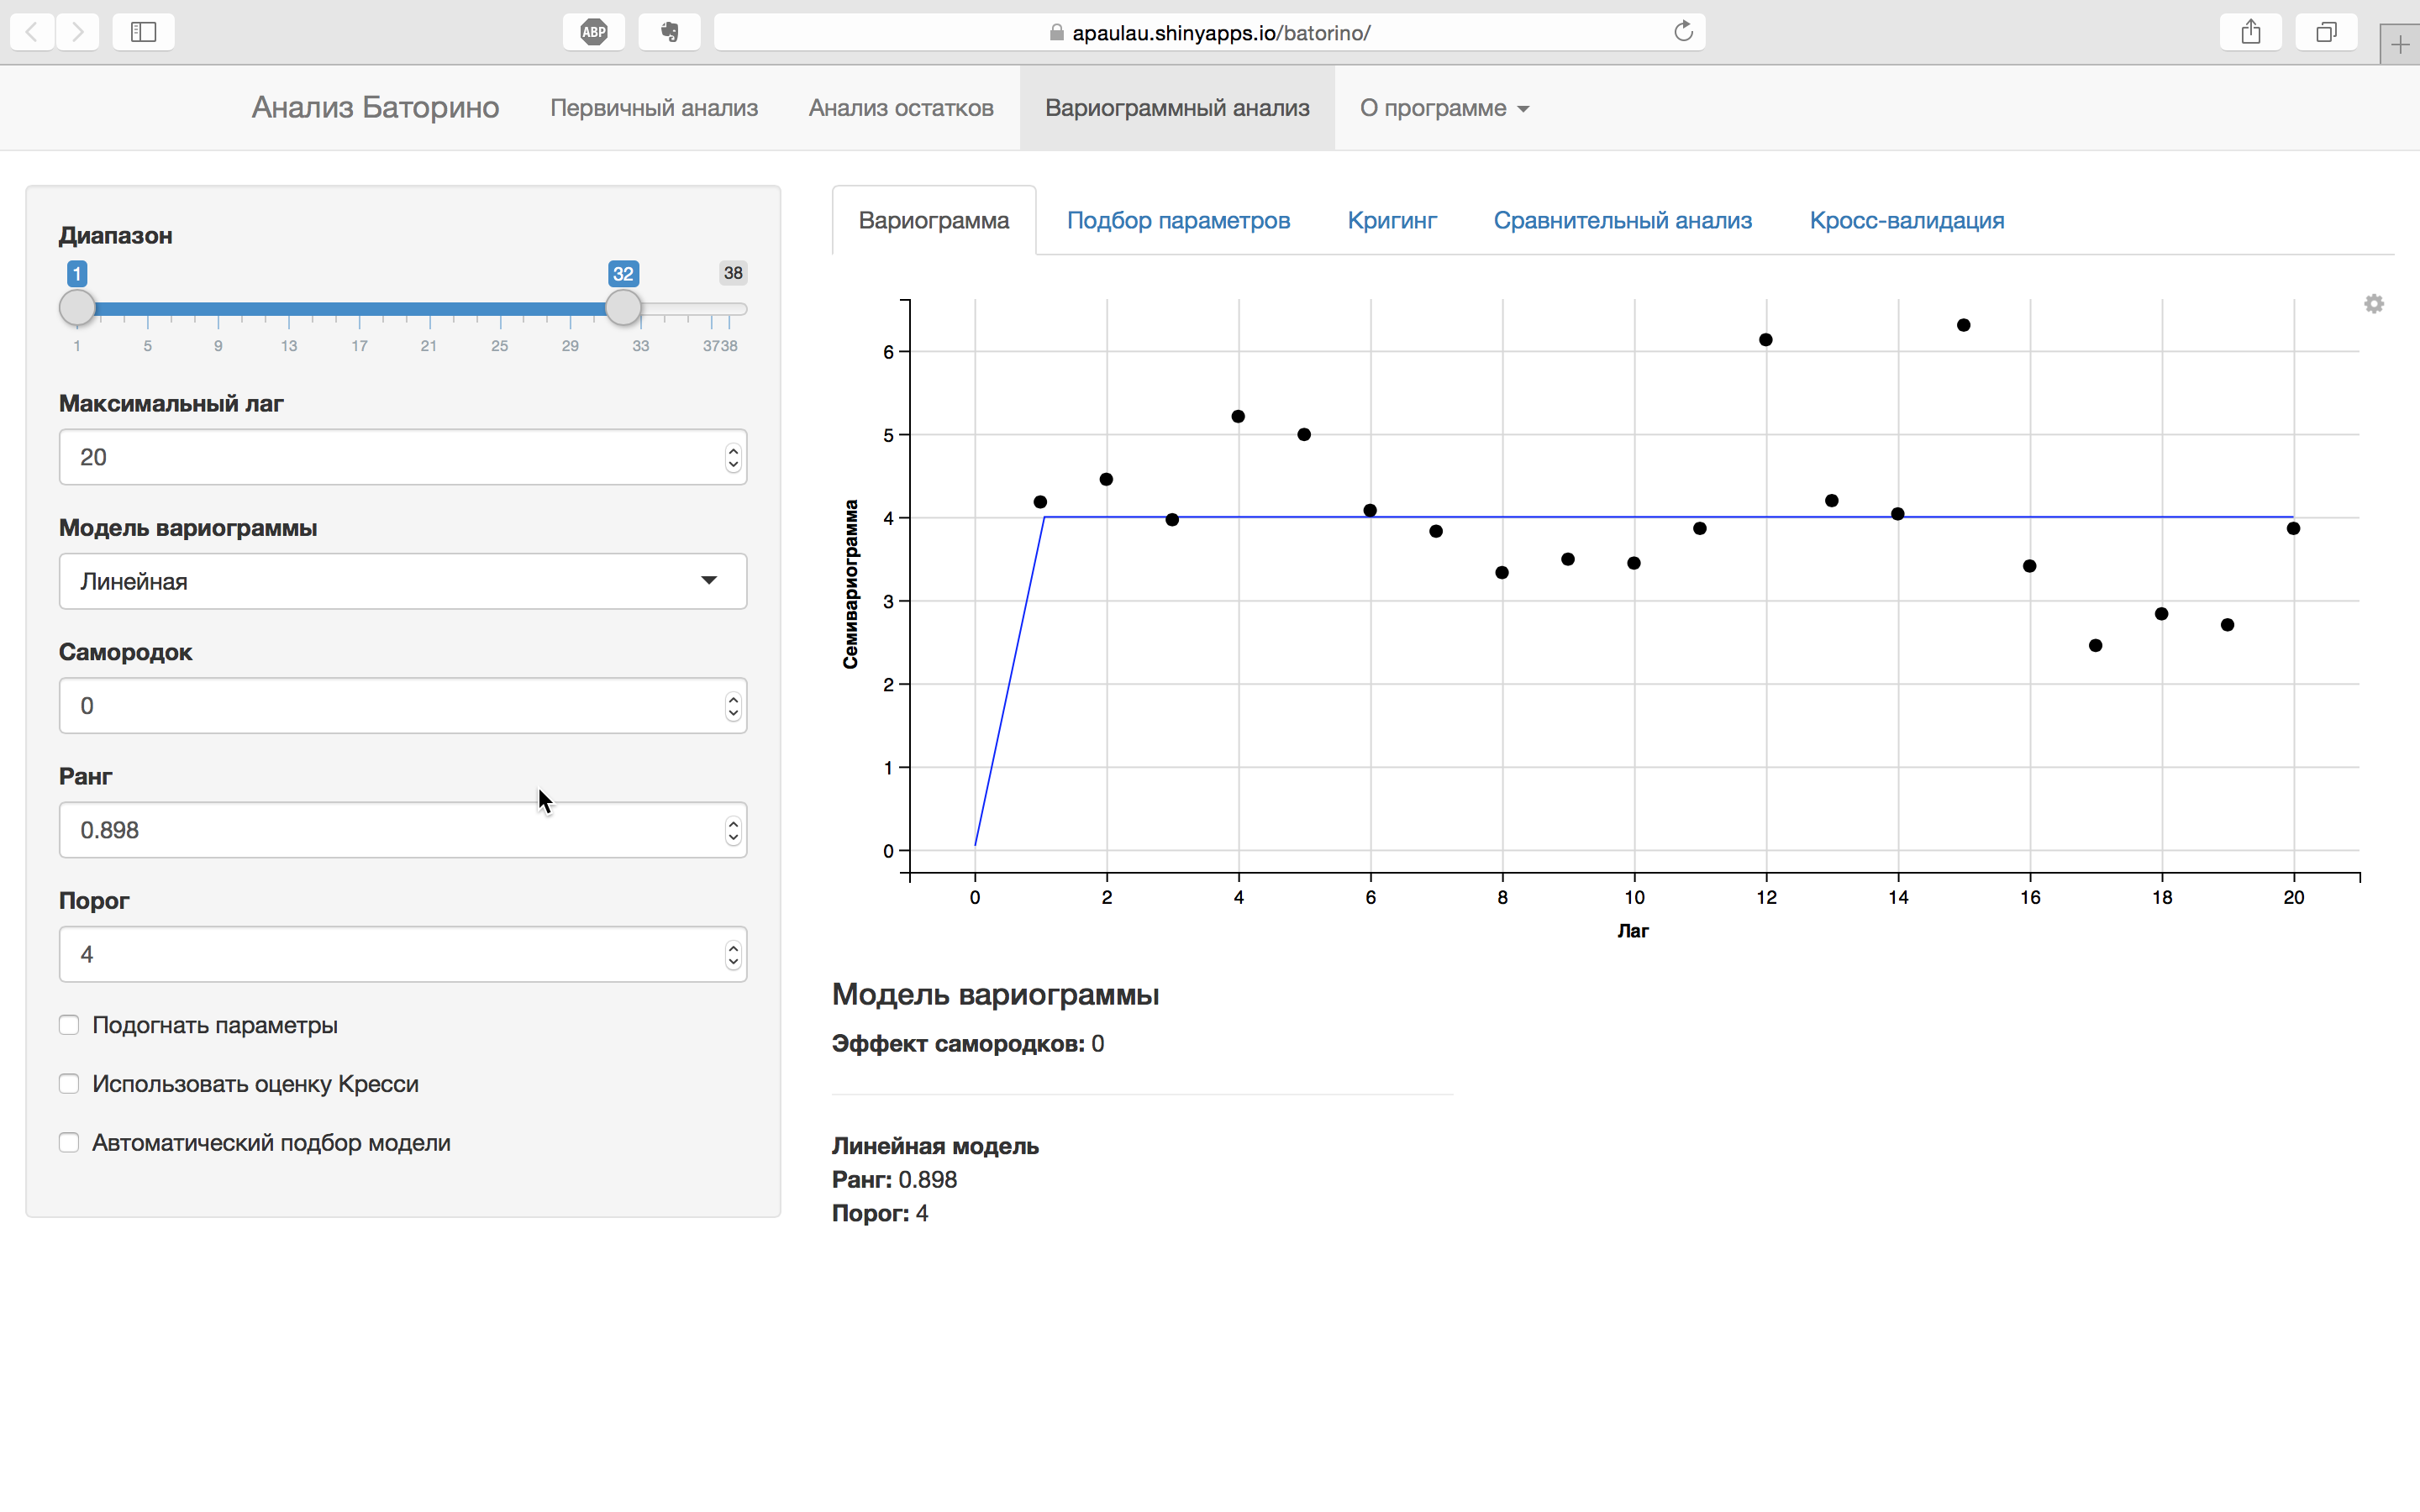 ABP
apaulau.shinyapps.io/batorino/
Анализ Баторино Первичный анализ Анализ остатков Вариограммный анализ О программе
Диапазон
1 32 38
1 5 9 13 17 21 25 29 33 37 38
Максимальный лаг
20
Модель вариограммы
Линейная
Самородок
0
Ранг
0.898
Порог
4
Подогнать параметры
Использовать оценку Кресси
Автоматический подбор модели
Вариограмма Подбор параметров Кригинг Сравнительный анализ Кросс-валидация
Семивариограмма
6
5
4
3
2
1
0
0 2 4 6 8 10 12 14 16 18 20
Лаг
Модель вариограммы
Эффект самородков: 0
Линейная модель
Ранг: 0.898
Порог: 4